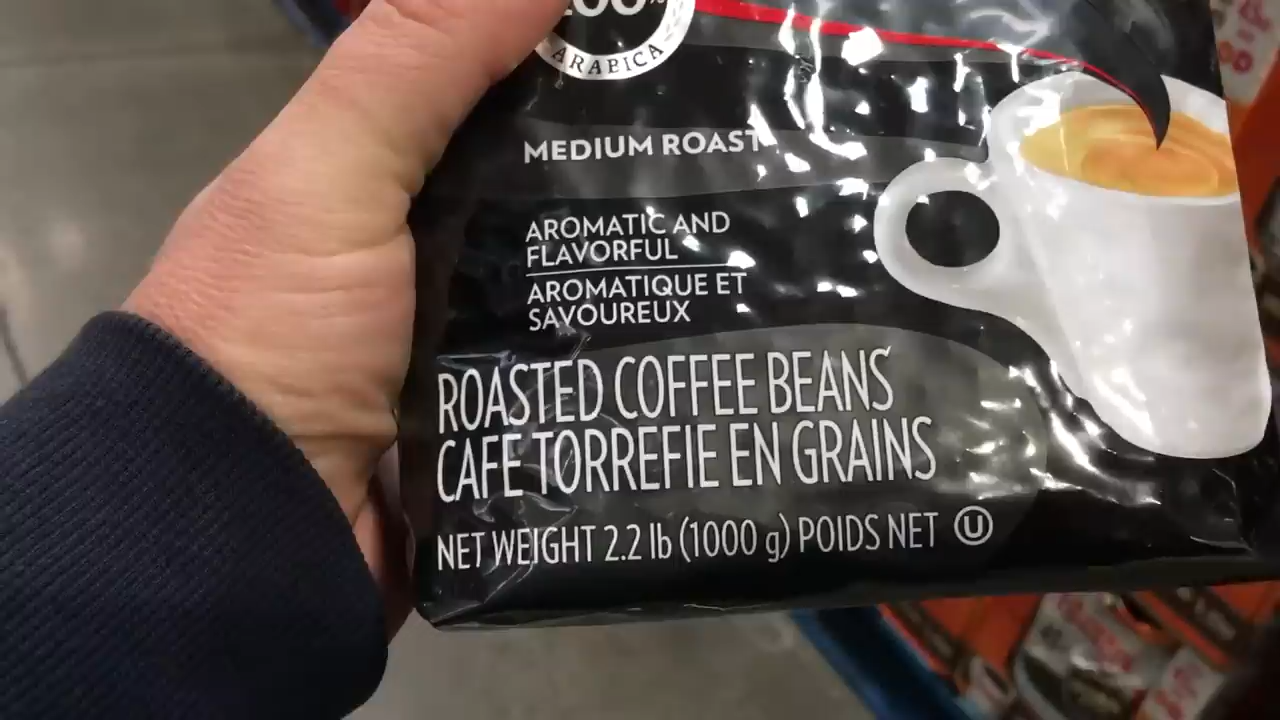 ARABICA
MEDIUM ROAST
AROMATIC AND
FLAVORFUL
AROMATIQUE ET
SAVOUREUX
ROASTED COFFEE BEANS
CAFE TORREFIE EN GRAINS
NET WEIGHT 2.2 lb (1000 g) POIDS NET U